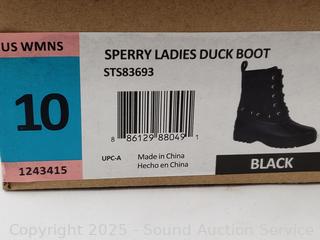 US WMNS
10
1243415
SPERRY LADIES DUCK BOOT
STS83693
8 86129 88049 1
UPC-A
Made in China
Hecho en China
BLACK
Copyright © 2025 - Sound Auction Service